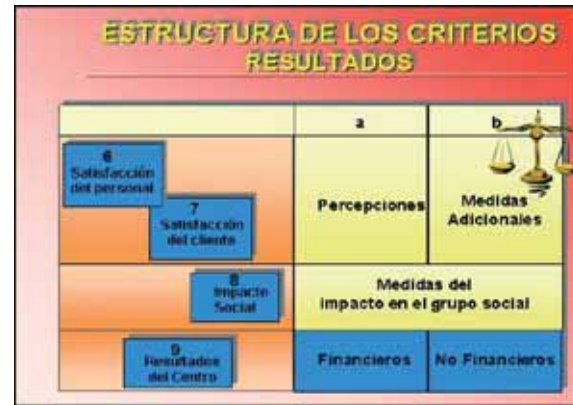 ESTRUCTURA DE LOS CRITERIOS
RESULTADOS
a
b
6
Satisfacción
del personal
7
Satisfacción
del cliente
Percepciones
Medidas
Adicionales
8
Impacto
Social
Medidas del
impacto en el grupo social
9
Resultados
del Centro
Financieros
No Financieros